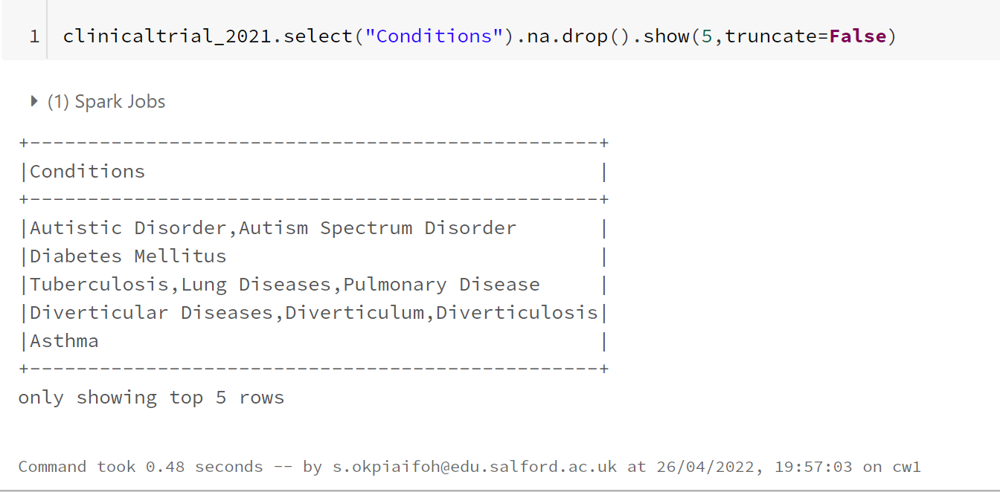 1 clinicaltrial_2021.select("Conditions").na.drop().show(5,truncate=False)
(1) Spark Jobs
+-------------------------------------------------+
|Conditions                                       |
+-------------------------------------------------+
|Autistic Disorder,Autism Spectrum Disorder       |
|Diabetes Mellitus                                |
|Tuberculosis,Lung Diseases,Pulmonary Disease     |
|Diverticular Diseases,Diverticulum,Diverticulosis|
|Asthma                                           |
+-------------------------------------------------+
only showing top 5 rows
Command took 0.48 seconds -- by s.okpiaifoh@edu.salford.ac.uk at 26/04/2022, 19:57:03 on cw1